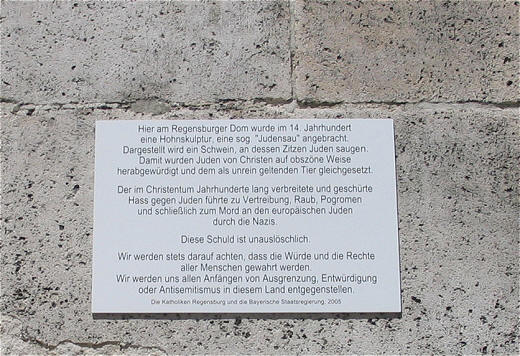 Hier am Regensburger Dom wurde im 14. Jahrhundert
eine Hohnskulptur, eine sog. "Judensau" angebracht.
Dargestellt wird ein Schwein, an dessen Zitzen Juden saugen.
Damit wurden Juden von Christen auf obszöne Weise
herabgewürdigt und dem als unrein geltenden Tier gleichgesetzt.
Der im Christentum Jahrhunderte lang verbreitete und geschürte
Hass gegen Juden führte zu Vertreibung, Raub, Pogromen
und schließlich zum Mord an den europäischen Juden
durch die Nazis.
Diese Schuld ist unauslöschlich.
Wir werden stets darauf achten, dass die Würde und die Rechte
aller Menschen gewahrt werden.
Wir werden uns allen Anfängen von Ausgrenzung, Entwürdigung
oder Antisemitismus in diesem Land entgegenstellen.
Die Katholiken Regensburg und die Bayerische Staatsregierung, 2005